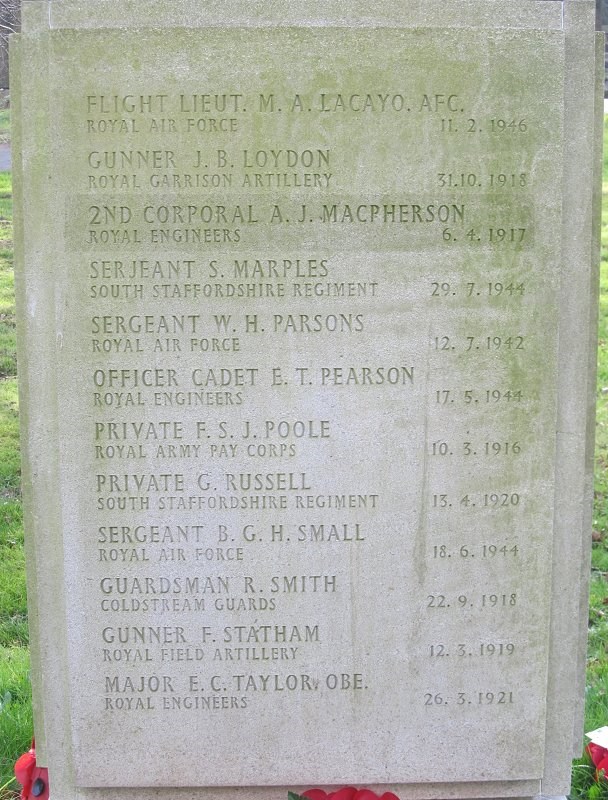 FLIGHT LIEUT. M. A. LACAYO. AFC.
ROYAL AIR FORCE 11. 2. 1946
GUNNER J. B. LOYDON
ROYAL GARRISON ARTILLERY 31.10. 1918
2ND CORPORAL A. J. MACPHERSON
ROYAL ENGINEERS 6. 4. 1917
SERJEANT S. MARPLES
SOUTH STAFFORDSHIRE REGIMENT 29. 7. 1944
SERGEANT W. H. PARSONS
ROYAL AIR FORCE 12. 7. 1942
OFFICER CADET E. T. PEARSON
ROYAL ENGINEERS 17. 5. 1944
PRIVATE F. S. J. POOLE
ROYAL ARMY PAY CORPS 10. 3. 1916
PRIVATE G. RUSSELL
SOUTH STAFFORDSHIRE REGIMENT 13. 4. 1920
SERGEANT B. G. H. SMALL
ROYAL AIR FORCE 18. 6. 1944
GUARDSMAN R. SMITH
COLDSTREAM GUARDS 22. 9. 1918
GUNNER F. STATHAM
ROYAL FIELD ARTILLERY 12. 3. 1919
MAJOR E. C. TAYLOR, OBE.
ROYAL ENGINEERS 26. 3. 1921